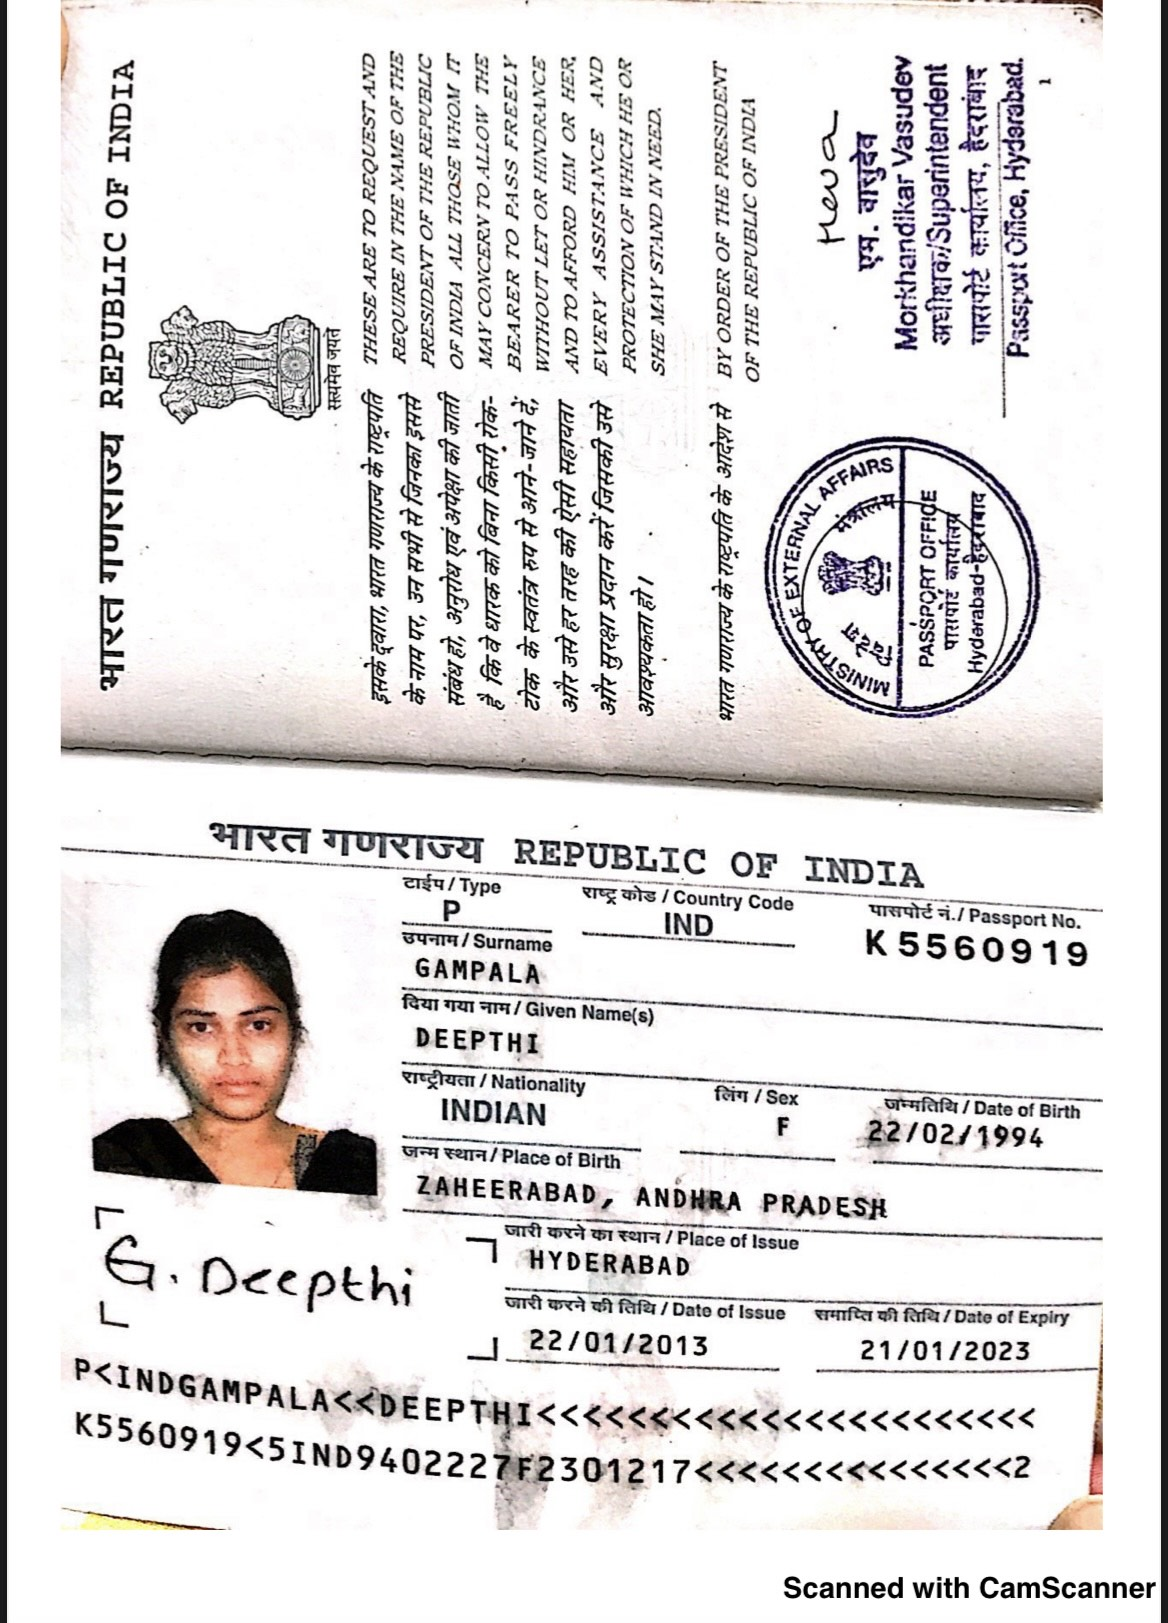 भारत गणराज्य REPUBLIC OF INDIA
सत्यमेव जयते
इसके द्वारा, भारत गणराज्य के राष्ट्रपति
के नाम पर, उन सभी से जिनका इससे
संबंध हो, अनुरोध एवं अपेक्षा की जाती
है कि वे धारक को बिना किसी रोक-
टोक के स्वतंत्र रूप से आने-जाने दें,
और उसे हर तरह की ऐसी सहायता
और सुरक्षा प्रदान करें जिसकी उसे
आवश्यकता हो।
THESE ARE TO REQUEST AND
REQUIRE IN THE NAME OF THE
PRESIDENT OF THE REPUBLIC
OF INDIA ALL THOSE WHOM IT
MAY CONCERN TO ALLOW THE
BEARER TO PASS FREELY
WITHOUT LET OR HINDRANCE
AND TO AFFORD HIM OR HER,
EVERY ASSISTANCE AND
PROTECTION OF WHICH HE OR
SHE MAY STAND IN NEED.
भारत गणराज्य के राष्ट्रपति के आदेश से
BY ORDER OF THE PRESIDENT
OF THE REPUBLIC OF INDIA
MINISTRY OF EXTERNAL AFFAIRS
विदेश मंत्रालय
PASSPORT OFFICE
पासपोर्ट कार्यालय
Hyderabad-हैदराबाद
एम. वासुदेव
Morkhandikar Vasudev
अधीक्षक/Superintendent
पासपोर्ट कार्यालय, हैदराबाद
Passport Office, Hyderabad.
1
भारत गणराज्य REPUBLIC OF INDIA
टाईप / Type
राष्ट्र कोड / Country Code
पासपोर्ट नं. / Passport No.
P
IND
K5560919
उपनाम / Surname
GAMPALA
दिया गया नाम / Given Name(s)
DEEPTHI
राष्ट्रीयता / Nationality
लिंग / Sex
जन्मतिथि / Date of Birth
INDIAN
F
22/02/1994
जन्म स्थान / Place of Birth
ZAHEERABAD, ANDHRA PRADESH
जारी करने का स्थान / Place of Issue
HYDERABAD
G. Deepthi
जारी करने की तिथि / Date of Issue
समाप्ति की तिथि / Date of Expiry
22/01/2013
21/01/2023
P<INDGAMPALA<<DEEPTHI<<<<<<<<<<<<<<<<<<<<<<<
K5560919<5IND9402227F2301217<<<<<<<<<<<<<<<2
Scanned with CamScanner